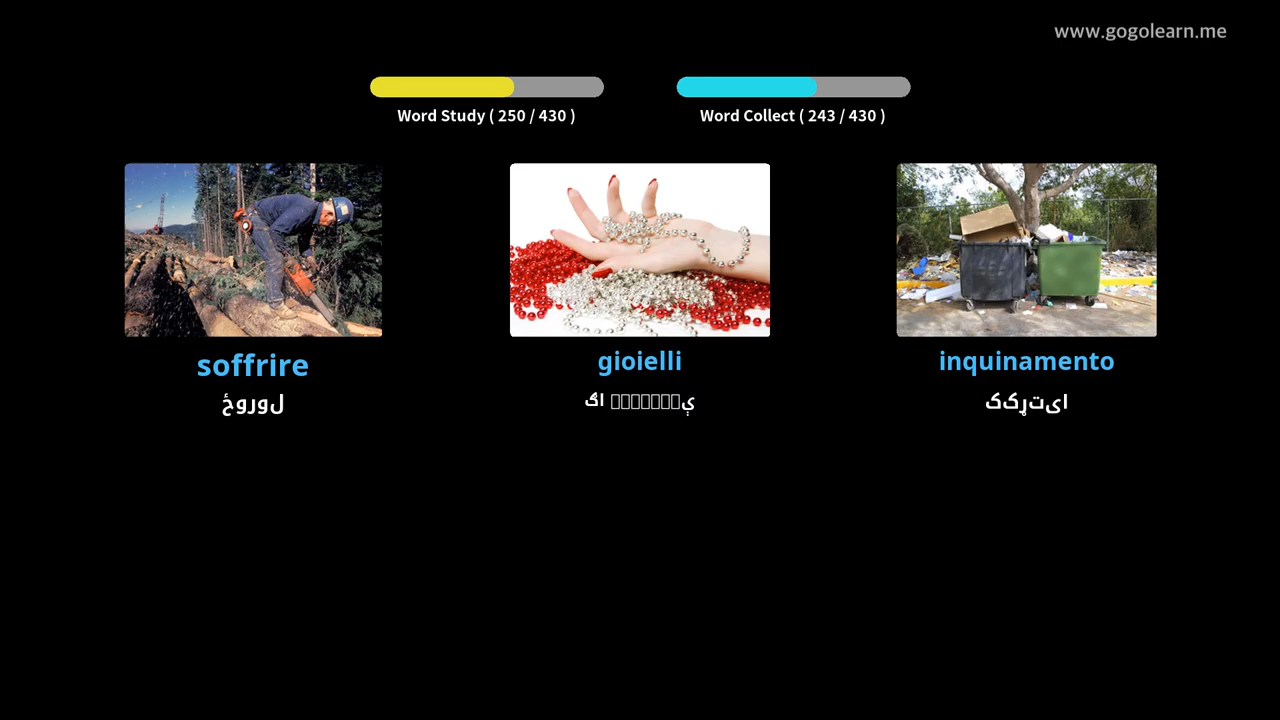 www.gogolearn.me
Word Study ( 250 / 430 )
Word Collect ( 243 / 430 )
soffrire
لوروځ
gioielli
inquinamento
ایتړکک